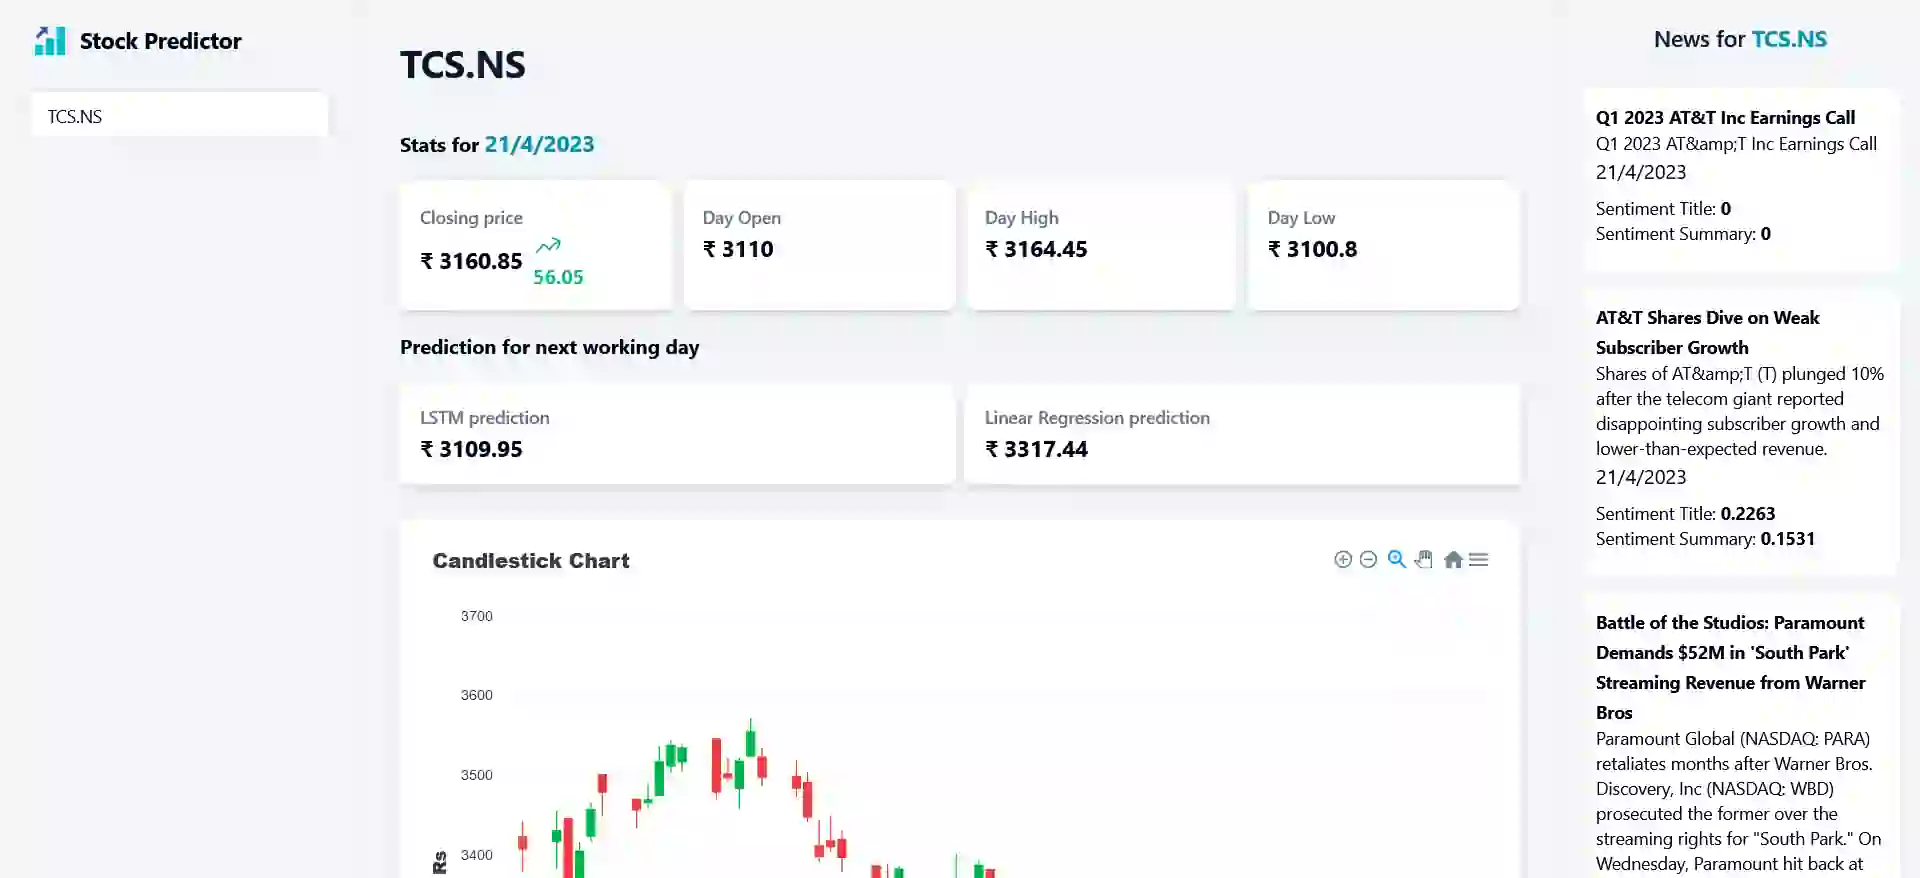 Stock Predictor
TCS.NS
TCS.NS
Stats for 21/4/2023
Closing price
₹ 3160.85
56.05
Day Open
₹ 3110
Day High
₹ 3164.45
Day Low
₹ 3100.8
Prediction for next working day
LSTM prediction
₹ 3109.95
Linear Regression prediction
₹ 3317.44
Candlestick Chart
3700
3600
3500
3400
Rs
News for TCS.NS
Q1 2023 AT&T Inc Earnings Call
Q1 2023 AT&amp;T Inc Earnings Call
21/4/2023
Sentiment Title: 0
Sentiment Summary: 0
AT&T Shares Dive on Weak
Subscriber Growth
Shares of AT&amp;T (T) plunged 10%
after the telecom giant reported
disappointing subscriber growth and
lower-than-expected revenue.
21/4/2023
Sentiment Title: 0.2263
Sentiment Summary: 0.1531
Battle of the Studios: Paramount
Demands $52M in 'South Park'
Streaming Revenue from Warner
Bros
Paramount Global (NASDAQ: PARA)
retaliates months after Warner Bros.
Discovery, Inc (NASDAQ: WBD)
prosecuted the former over the
streaming rights for "South Park." On
Wednesday, Paramount hit back at